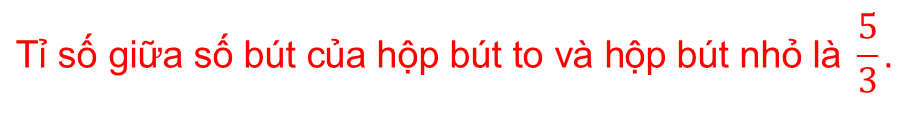 Tỉ số giữa số bút của hộp bút to và hộp bút nhỏ là 5/3.